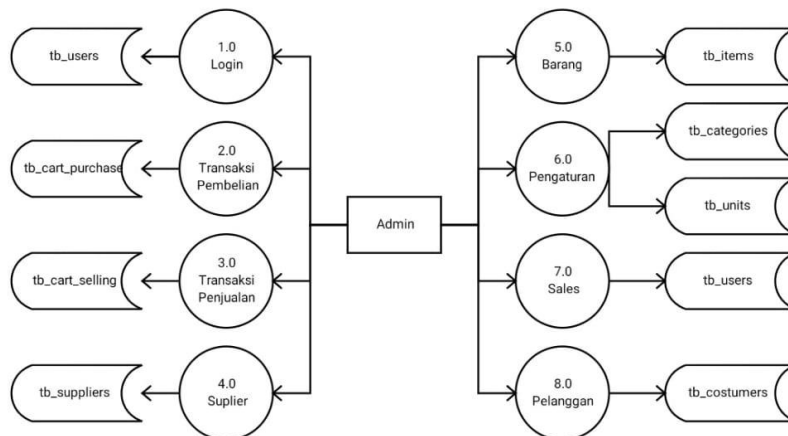 tb_users
1.0
Login
5.0
Barang
tb_items
tb_cart_purchase
2.0
Transaksi
Pembelian
6.0
Pengaturan
tb_categories
tb_units
Admin
tb_cart_selling
3.0
Transaksi
Penjualan
7.0
Sales
tb_users
tb_suppliers
4.0
Suplier
8.0
Pelanggan
tb_costumers